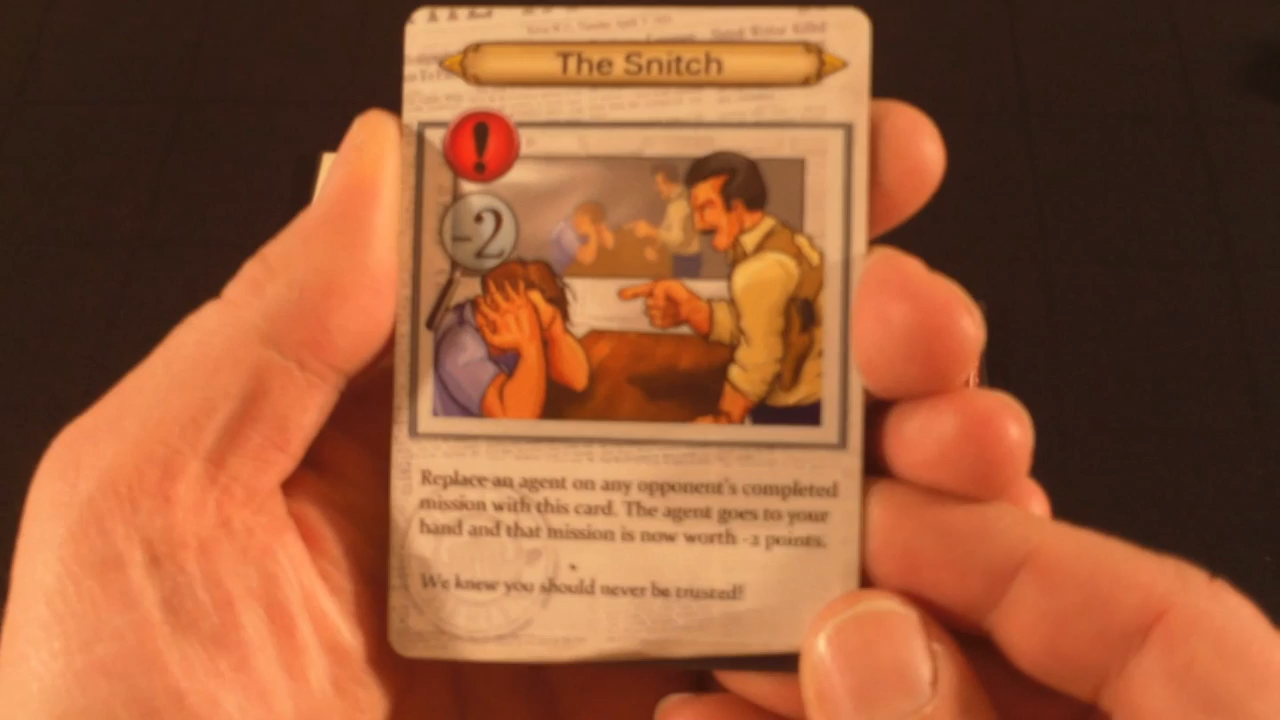 The Snitch
!
-2
Replace an agent on any opponent's completed
mission with this card. The agent goes to your
hand and that mission is now worth -2 points.
We knew you should never be trusted!